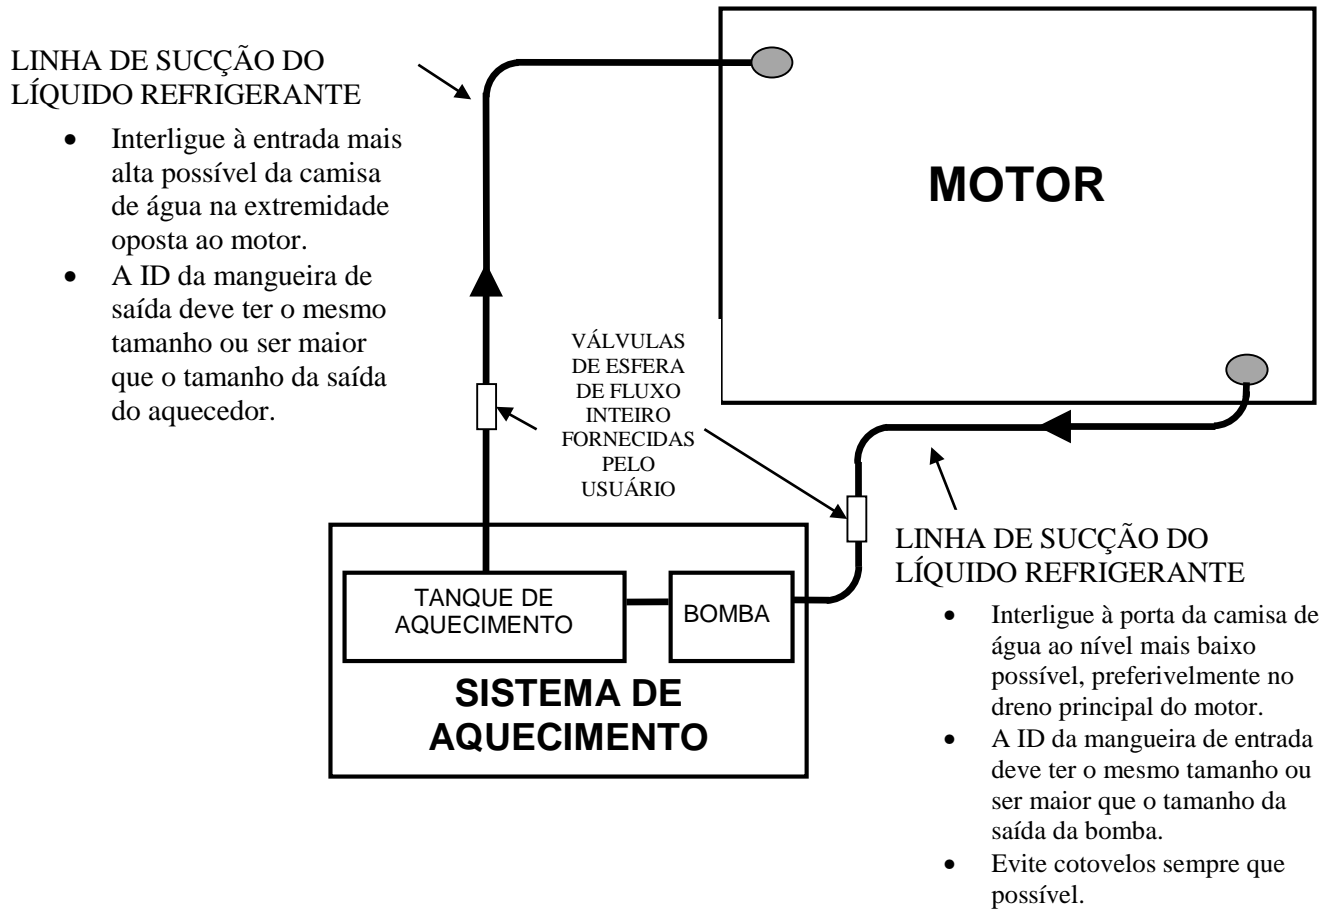 LINHA DE SUCÇÃO DO
LÍQUIDO REFRIGERANTE
• Interligue à entrada mais
alta possível da camisa
de água na extremidade
oposta ao motor.
• A ID da mangueira de
saída deve ter o mesmo
tamanho ou ser maior
que o tamanho da saída
do aquecedor.
MOTOR
VÁLVULAS
DE ESFERA
DE FLUXO
INTEIRO
FORNECIDAS
PELO
USUÁRIO
TANQUE DE
AQUECIMENTO
BOMBA
SISTEMA DE
AQUECIMENTO
LINHA DE SUCÇÃO DO
LÍQUIDO REFRIGERANTE
• Interligue à porta da camisa de
água ao nível mais baixo
possível, preferivelmente no
dreno principal do motor.
• A ID da mangueira de entrada
deve ter o mesmo tamanho ou
ser maior que o tamanho da
saída da bomba.
• Evite cotovelos sempre que
possível.